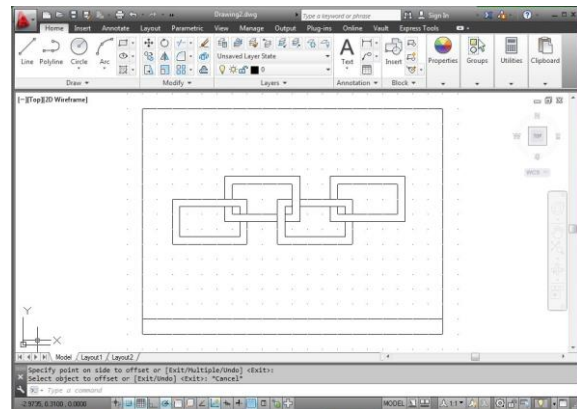 Drawing2.dwg
Type a keyword or phrase
Sign In
Home Insert Annotate Layout Parametric View Manage Output Plug-ins Online Vault Express Tools
Line Polyline Circle Arc
Text
Insert
Properties Groups Utilities Clipboard
Unsaved Layer State
0
Draw Modify Layers Annotation Block
[-][Top][2D Wireframe]
TOP
WCS
Y
X
Model Layout1 Layout2
Specify point on side to offset or [Exit/Multiple/Undo] <Exit>:
Select object to offset or [Exit/Undo] <Exit>: *Cancel*
Type a command
MODEL
1:1